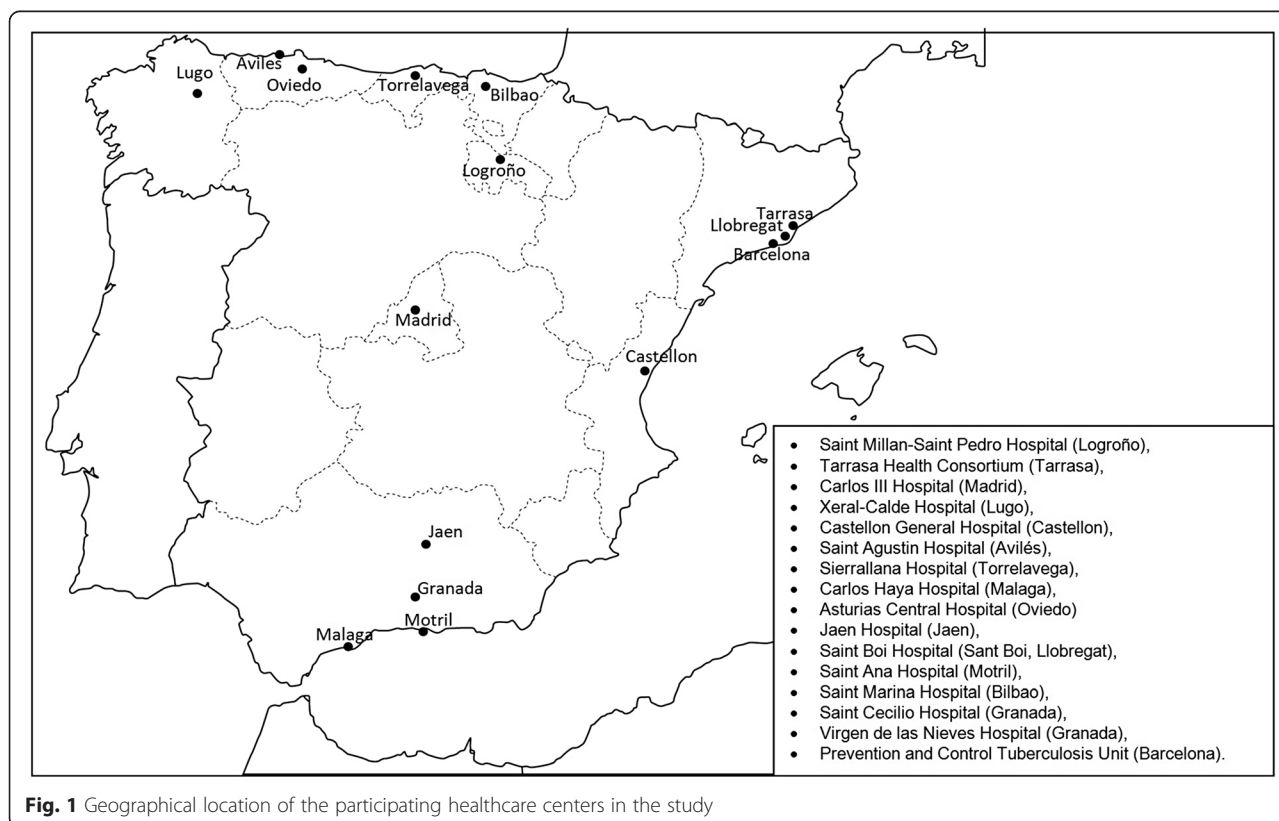 Aviles
Lugo
Oviedo
Torrelavega
Bilbao
Logroño
Tarrasa
Llobregat
Barcelona
Madrid
Castellon
Jaen
Granada
Motril
Malaga
• Saint Millan-Saint Pedro Hospital (Logroño),
• Tarrasa Health Consortium (Tarrasa),
• Carlos III Hospital (Madrid),
• Xeral-Calde Hospital (Lugo),
• Castellon General Hospital (Castellon),
• Saint Agustin Hospital (Avilés),
• Sierrallana Hospital (Torrelavega),
• Carlos Haya Hospital (Malaga),
• Asturias Central Hospital (Oviedo)
• Jaen Hospital (Jaen),
• Saint Boi Hospital (Sant Boi, Llobregat),
• Saint Ana Hospital (Motril),
• Saint Marina Hospital (Bilbao),
• Saint Cecilio Hospital (Granada),
• Virgen de las Nieves Hospital (Granada),
• Prevention and Control Tuberculosis Unit (Barcelona).
Fig. 1 Geographical location of the participating healthcare centers in the study